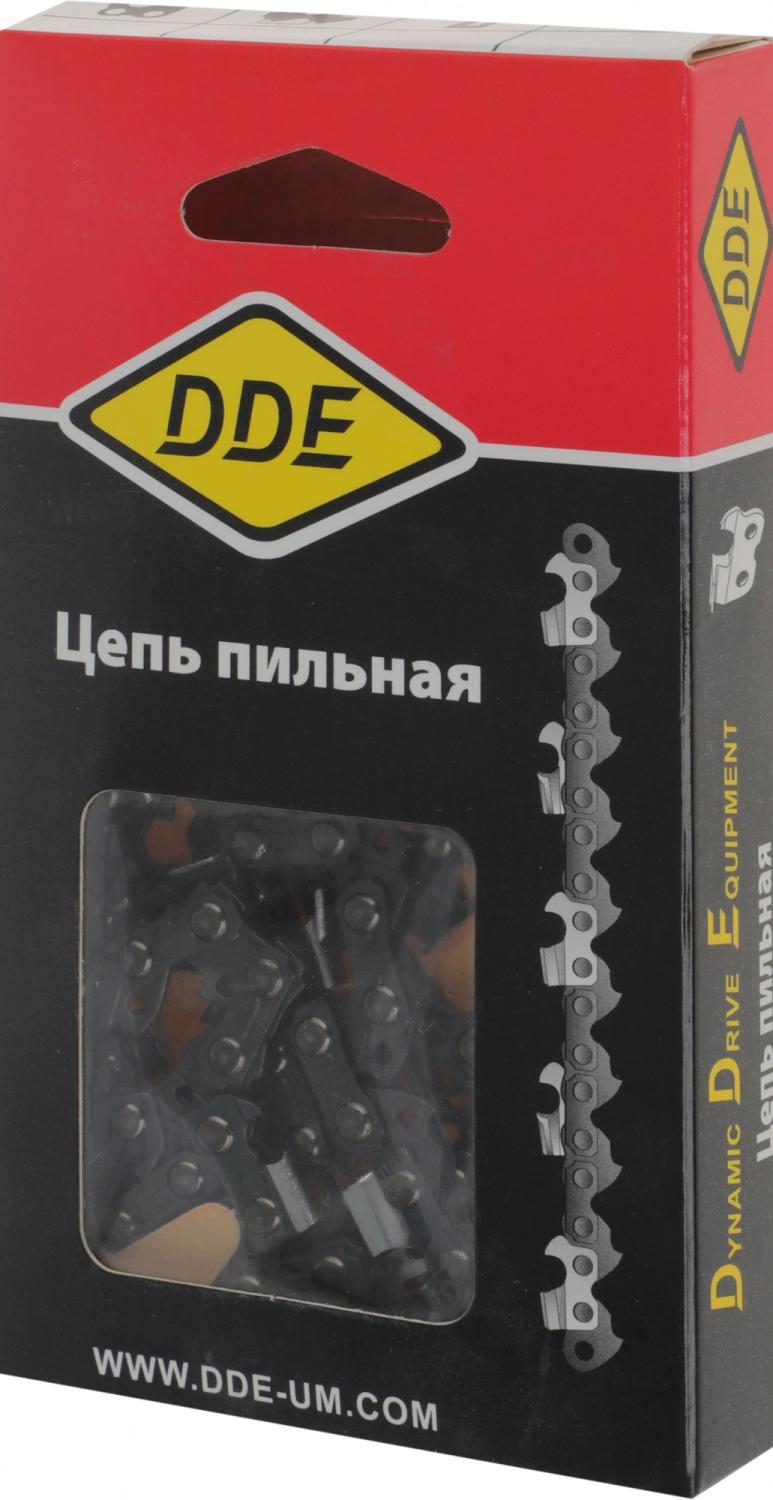 DDE
Цепь пильная
WWW.DDE-UM.COM
DDE
DYNAMIC DRIVE EQUIPMENT
Цепь пильная